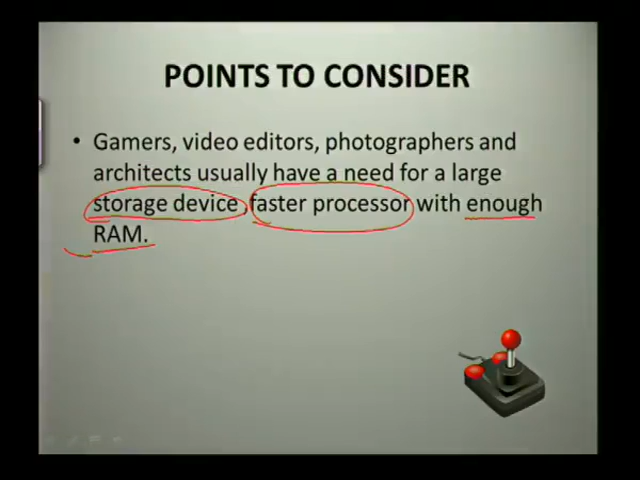 POINTS TO CONSIDER
• Gamers, video editors, photographers and
architects usually have a need for a large
storage device ,faster processor with enough
RAM.